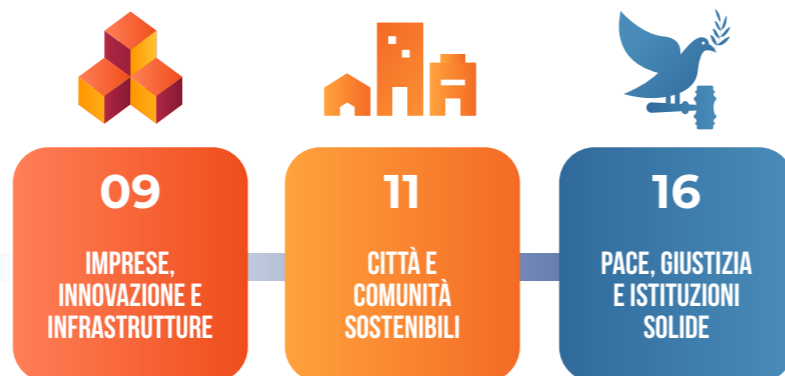 09
IMPRESE,
INNOVAZIONE E
INFRASTRUTTURE
11
CITTÀ E
COMUNITÀ
SOSTENIBILI
16
PACE, GIUSTIZIA
E ISTITUZIONI
SOLIDE